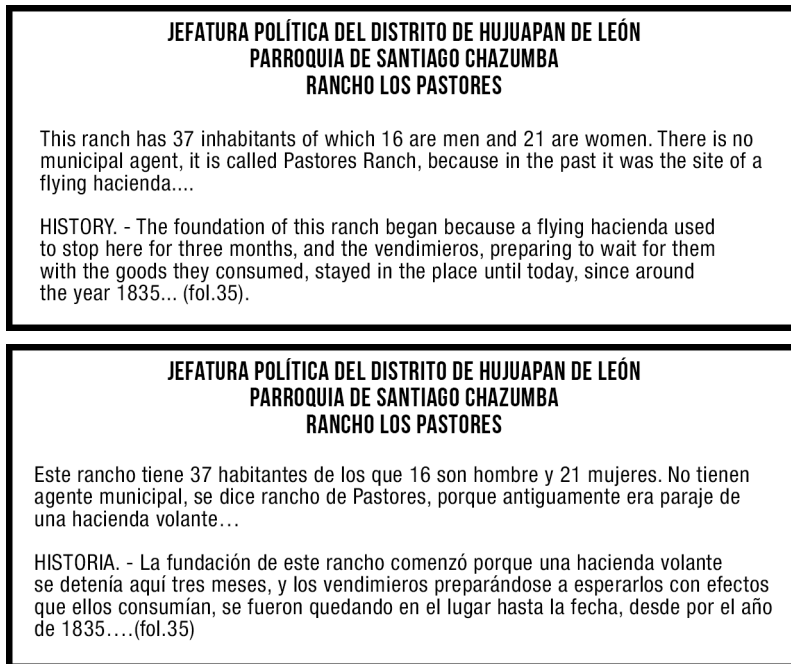 JEFATURA POLÍTICA DEL DISTRITO DE HUJUAPAN DE LEÓN
PARROQUIA DE SANTIAGO CHAZUMBA
RANCHO LOS PASTORES
This ranch has 37 inhabitants of which 16 are men and 21 are women. There is no
municipal agent, it is called Pastores Ranch, because in the past it was the site of a
flying hacienda....
HISTORY. - The foundation of this ranch began because a flying hacienda used
to stop here for three months, and the vendimieros, preparing to wait for them
with the goods they consumed, stayed in the place until today, since around
the year 1835... (fol.35).
JEFATURA POLÍTICA DEL DISTRITO DE HUJUAPAN DE LEÓN
PARROQUIA DE SANTIAGO CHAZUMBA
RANCHO LOS PASTORES
Este rancho tiene 37 habitantes de los que 16 son hombre y 21 mujeres. No tienen
agente municipal, se dice rancho de Pastores, porque antiguamente era paraje de
una hacienda volante…
HISTORIA. - La fundación de este rancho comenzó porque una hacienda volante
se detenía aquí tres meses, y los vendimieros preparándose a esperarlos con efectos
que ellos consumían, se fueron quedando en el lugar hasta la fecha, desde por el año
de 1835….(fol.35)